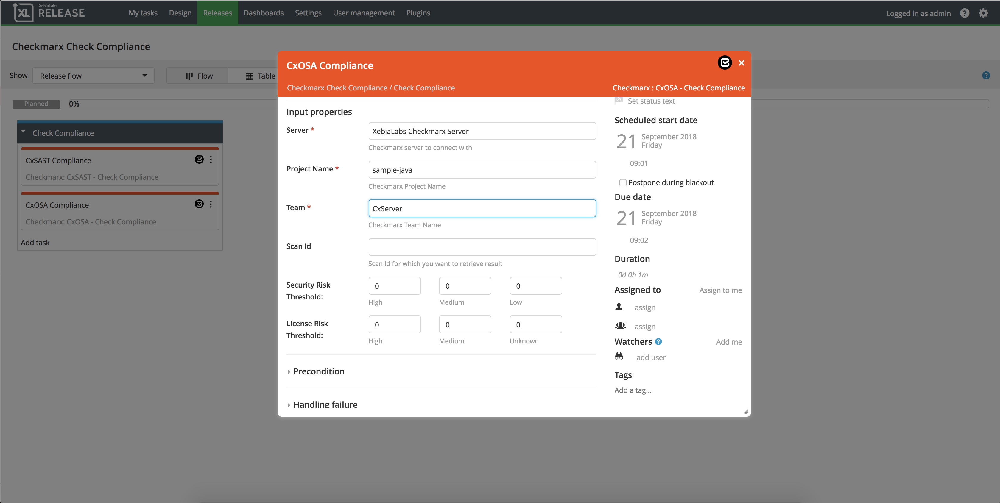 XebiaLabs
XL RELEASE
My tasks Design Releases Dashboards Settings User management Plugins Logged in as admin
Checkmarx Check Compliance
Show Release flow Flow Table
Planned 0%
Check Compliance
CxSAST Compliance
Checkmarx: CxSAST - Check Compliance
CxOSA Compliance
Checkmarx: CxOSA - Check Compliance
Add task
CxOSA Compliance
Checkmarx Check Compliance / Check Compliance Checkmarx : CxOSA - Check Compliance
Input properties
Server * XebiaLabs Checkmarx Server
Checkmarx server to connect with
Project Name * sample-java
Checkmarx Project Name
Team * CxServer
Checkmarx Team Name
Scan Id
Scan Id for which you want to retrieve result
Security Risk Threshold: 0 0 0
High Medium Low
License Risk Threshold: 0 0 0
High Medium Unknown
Precondition
Handling failure
Set status text
Scheduled start date
21 September 2018
Friday
09:01
Postpone during blackout
Due date
21 September 2018
Friday
09:02
Duration
0d 0h 1m
Assigned to Assign to me
assign
assign
Watchers ? Add me
add user
Tags
Add a tag...